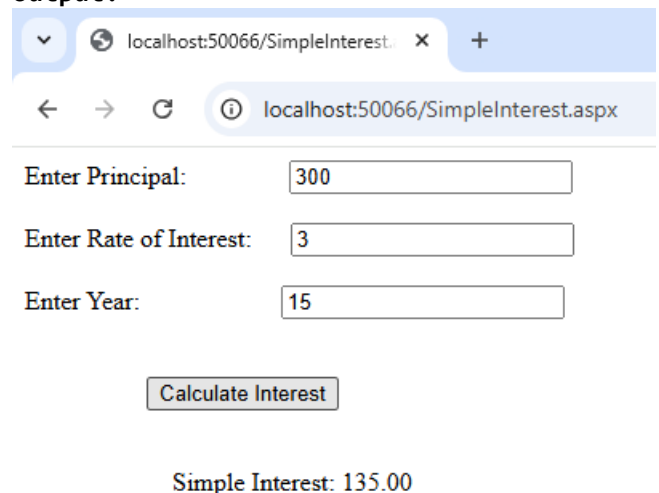 localhost:50066/SimpleInterest.
localhost:50066/SimpleInterest.aspx
Enter Principal: 300
Enter Rate of Interest: 3
Enter Year: 15
Calculate Interest
Simple Interest: 135.00